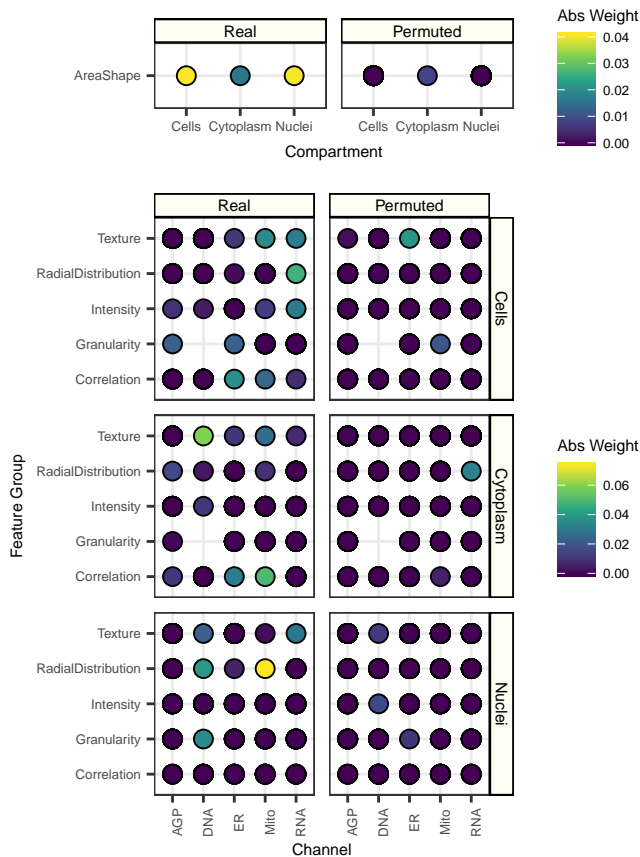 Abs Weight
Real Permuted
0.04
0.03
0.02
0.01
0.00
AreaShape
Cells Cytoplasm Nuclei Cells Cytoplasm Nuclei
Compartment
Real Permuted
Texture
RadialDistribution
Intensity
Granularity
Correlation
Cells
Texture
RadialDistribution
Intensity
Granularity
Correlation
Cytoplasm
Feature Group
Abs Weight
0.06
0.04
0.02
0.00
Texture
RadialDistribution
Intensity
Granularity
Correlation
Nuclei
AGP DNA ER Mito RNA AGP DNA ER Mito RNA
Channel